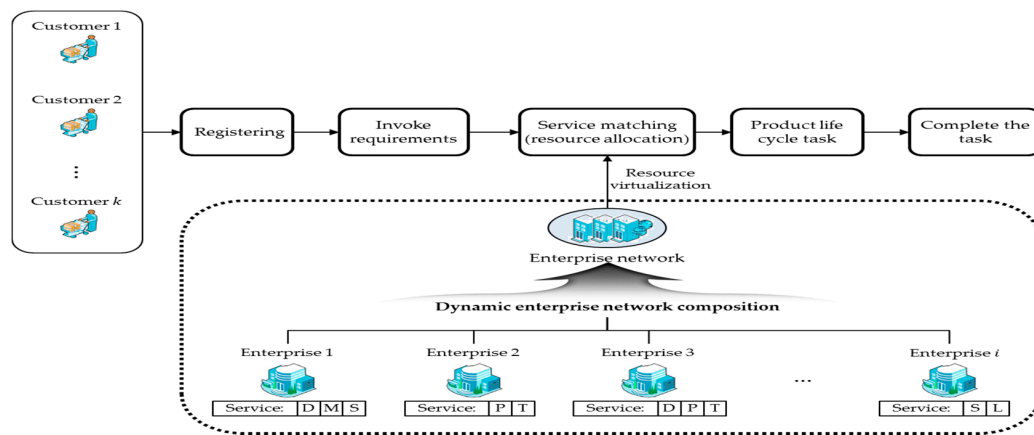 Customer 1
Customer 2
...
Customer k
Registering
Invoke
requirements
Service matching
(resource allocation)
Product life
cycle task
Complete the
task
Resource
virtualization
Enterprise network
Dynamic enterprise network composition
Enterprise 1
Service: D M S
Enterprise 2
Service: P T
Enterprise 3
Service: D P T
...
Enterprise i
Service: S L